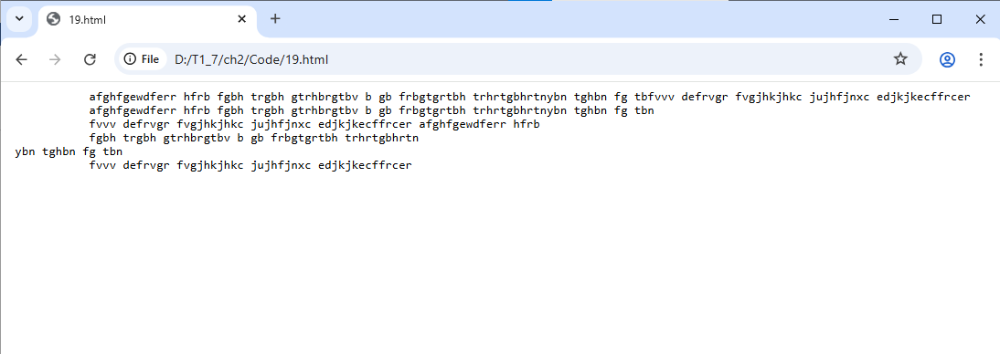 19.html
File D:/T1_7/ch2/Code/19.html
afghfgewdferr hfrb fgbh trgbh gtrhbrgtbv b gb frbgtgrtbh trhrtgbhrtnybn tghbn fg tbfvvv defrvgr fvgjhkjhkc jujhfjnxc edjkjkecffrcer
afghfgewdferr hfrb fgbh trgbh gtrhbrgtbv b gb frbgtgrtbh trhrtgbhrtnybn tghbn fg tbn
fvvv defrvgr fvgjhkjhkc jujhfjnxc edjkjkecffrcer afghfgewdferr hfrb
fgbh trgbh gtrhbrgtbv b gb frbgtgrtbh trhrtgbhrtn
ybn tghbn fg tbn
fvvv defrvgr fvgjhkjhkc jujhfjnxc edjkjkecffrcer